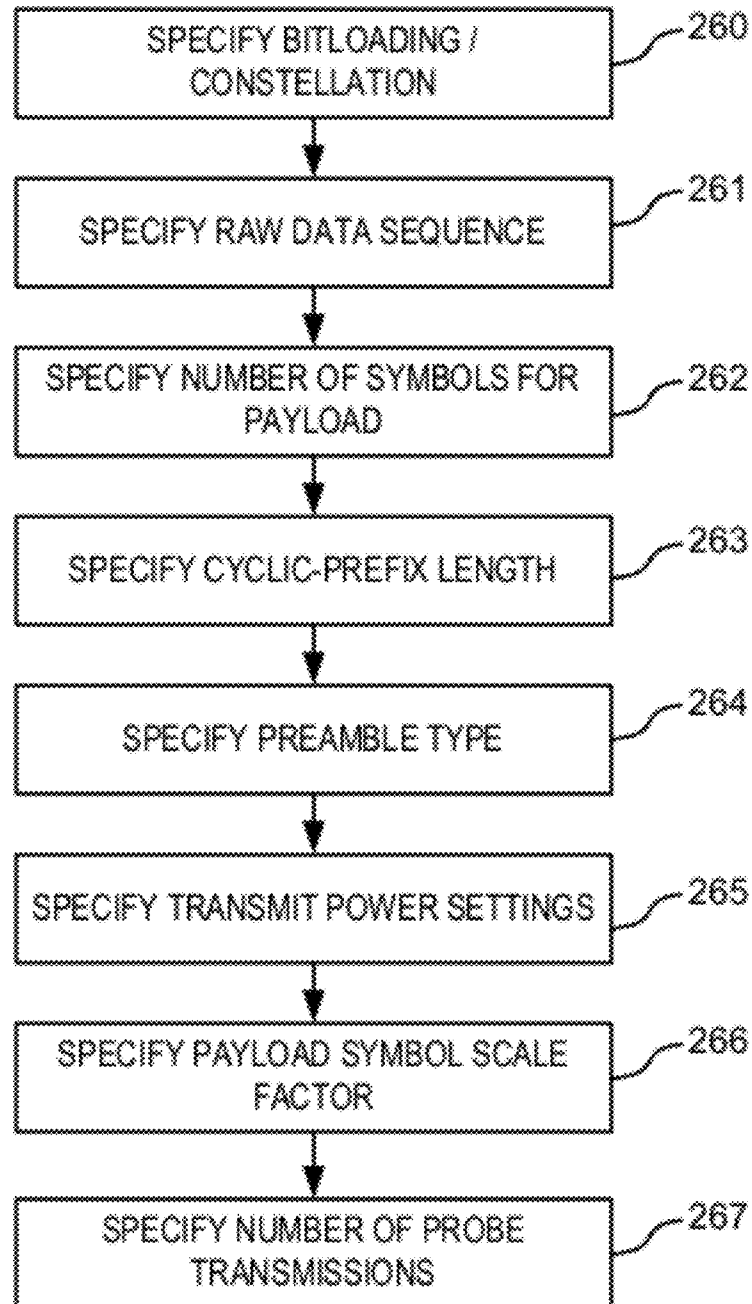 SPECIFY BITLOADING /
CONSTELLATION
260
SPECIFY RAW DATA SEQUENCE
261
SPECIFY NUMBER OF SYMBOLS FOR
PAYLOAD
262
SPECIFY CYCLIC-PREFIX LENGTH
263
SPECIFY PREAMBLE TYPE
264
SPECIFY TRANSMIT POWER SETTINGS
265
SPECIFY PAYLOAD SYMBOL SCALE
FACTOR
266
SPECIFY NUMBER OF PROBE
TRANSMISSIONS
267